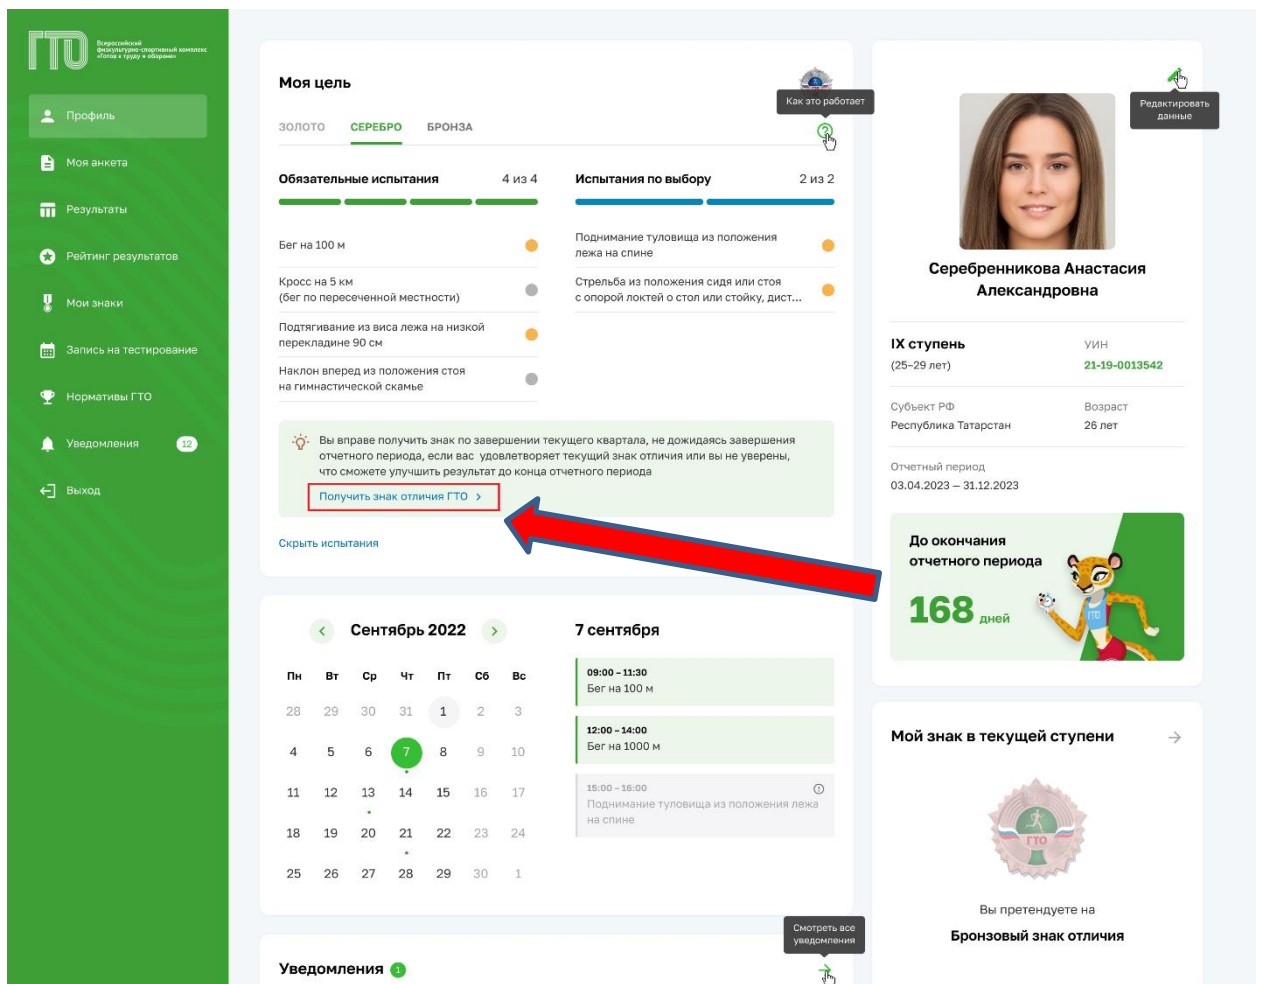 ГТО
Всероссийский
физкультурно-спортивный комплекс
«Готов к труду и обороне»
Профиль
Моя анкета
Результаты
Рейтинг результатов
Мои знаки
Запись на тестирование
Нормативы ГТО
Уведомления 12
Выход
Моя цель
Как это работает
ЗОЛОТО СЕРЕБРО БРОНЗА
Обязательные испытания 4 из 4
Бег на 100 м
Кросс на 5 км
(бег по пересеченной местности)
Подтягивание из виса лежа на низкой
перекладине 90 см
Наклон вперед из положения стоя
на гимнастической скамье
Испытания по выбору 2 из 2
Поднимание туловища из положения
лежа на спине
Стрельба из положения сидя или стоя
с опорой локтей о стол или стойку, дист...
Вы вправе получить знак по завершении текущего квартала, не дожидаясь завершения
отчетного периода, если вас удовлетворяет текущий знак отличия или вы не уверены,
что сможете улучшить результат до конца отчетного периода
Получить знак отличия ГТО >
Скрыть испытания
Сентябрь 2022
Пн Вт Ср Чт Пт Сб Вс
28 29 30 31 1 2 3
4 5 6 7 8 9 10
11 12 13 14 15 16 17
18 19 20 21 22 23 24
25 26 27 28 29 30 1
7 сентября
09:00 – 11:30
Бег на 100 м
12:00 – 14:00
Бег на 1000 м
15:00 – 16:00
Поднимание туловища из положения лежа
на спине
Уведомления 1
Смотреть все
уведомления
Редактировать
данные
Серебренникова Анастасия
Александровна
IX ступень
(25–29 лет)
УИН
21-19-0013542
Субъект РФ
Республика Татарстан
Возраст
26 лет
Отчетный период
03.04.2023 – 31.12.2023
До окончания
отчетного периода
168 дней
ГТО
Мой знак в текущей ступени
ГТО
Вы претендуете на
Бронзовый знак отличия